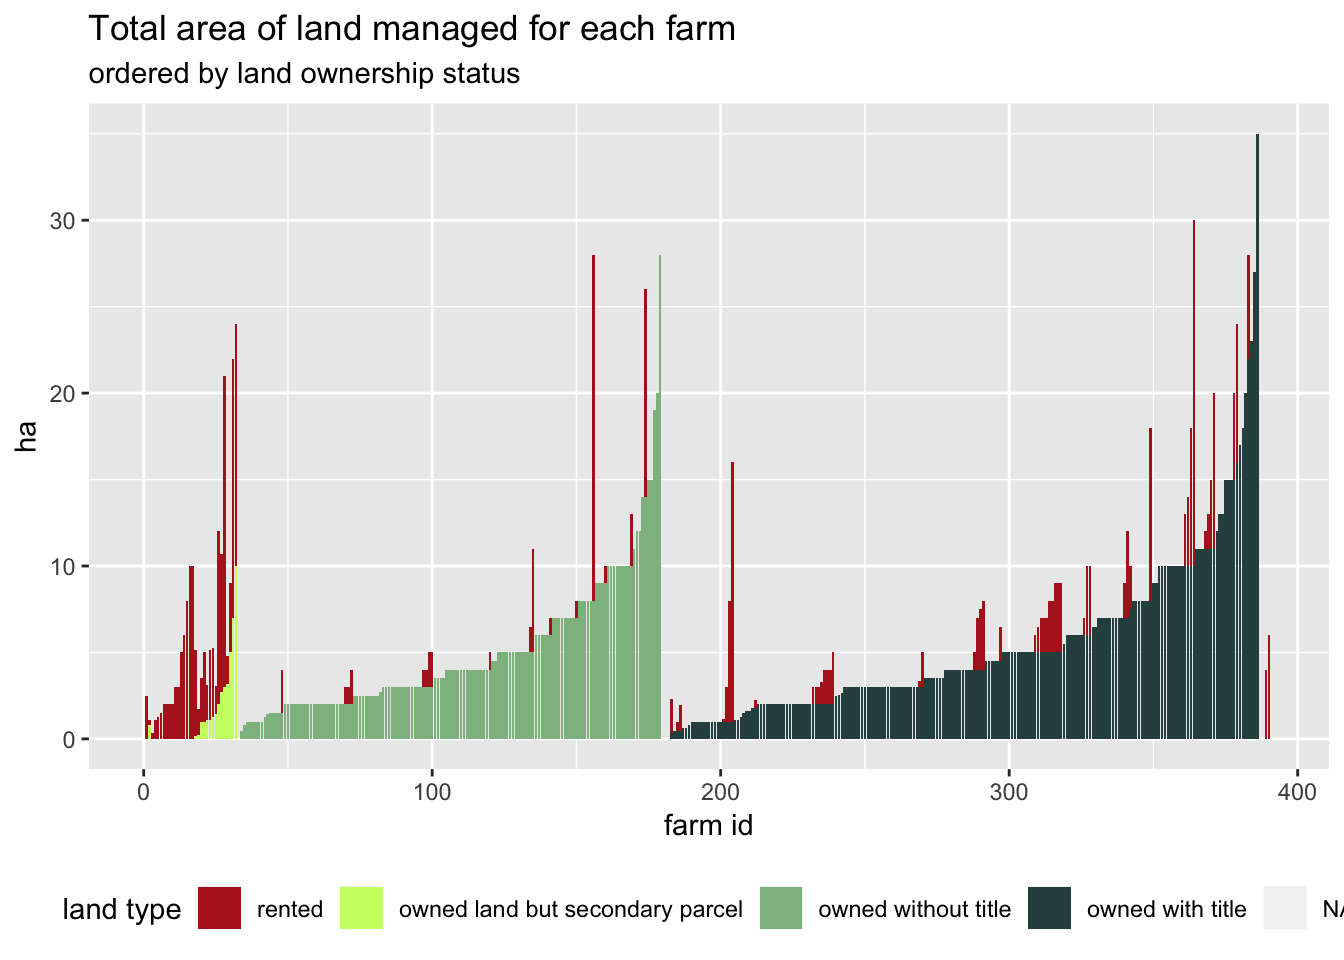 Total area of land managed for each farm
ordered by land ownership status
30
20
10
0
ha
0 100 200 300 400
farm id
land type rented owned land but secondary parcel owned without title owned with title NA